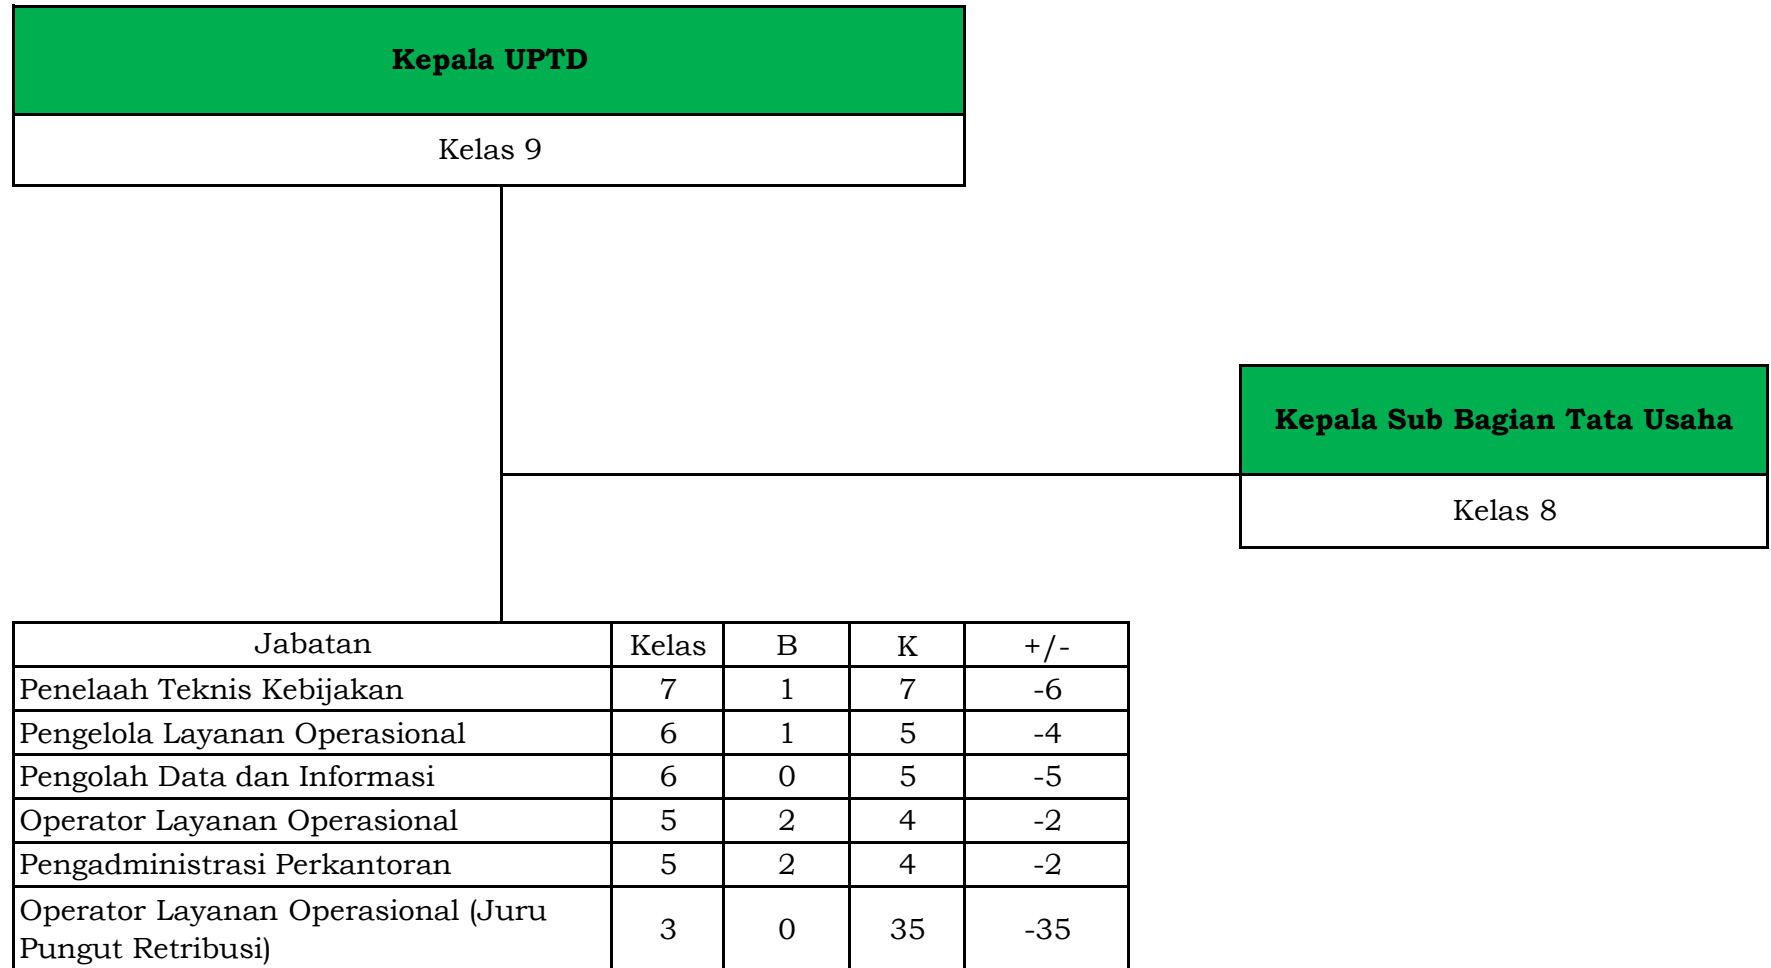 Kepala UPTD
Kelas 9
Kepala Sub Bagian Tata Usaha
Kelas 8
Jabatan Kelas B K +/-
Penelaah Teknis Kebijakan 7 1 7 -6
Pengelola Layanan Operasional 6 1 5 -4
Pengolah Data dan Informasi 6 0 5 -5
Operator Layanan Operasional 5 2 4 -2
Pengadministrasi Perkantoran 5 2 4 -2
Operator Layanan Operasional (Juru
Pungut Retribusi) 3 0 35 -35